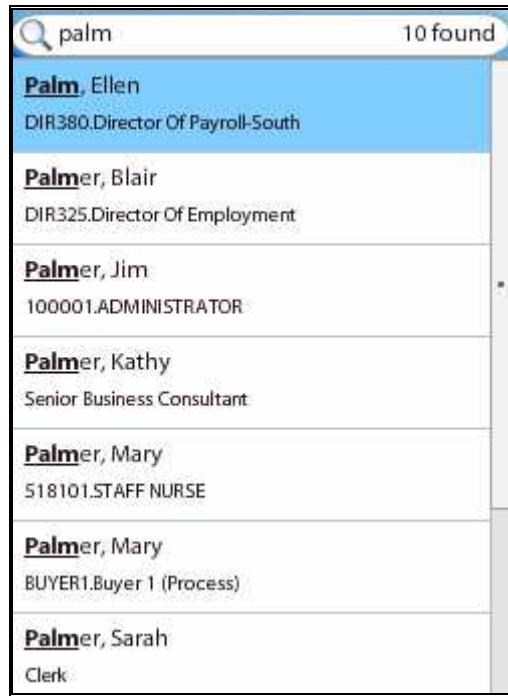 palm 10 found
Palm, Ellen
DIR380.Director Of Payroll-South
Palmer, Blair
DIR325.Director Of Employment
Palmer, Jim
100001.ADMINISTRATOR
Palmer, Kathy
Senior Business Consultant
Palmer, Mary
518101.STAFF NURSE
Palmer, Mary
BUYER1.Buyer 1 (Process)
Palmer, Sarah
Clerk